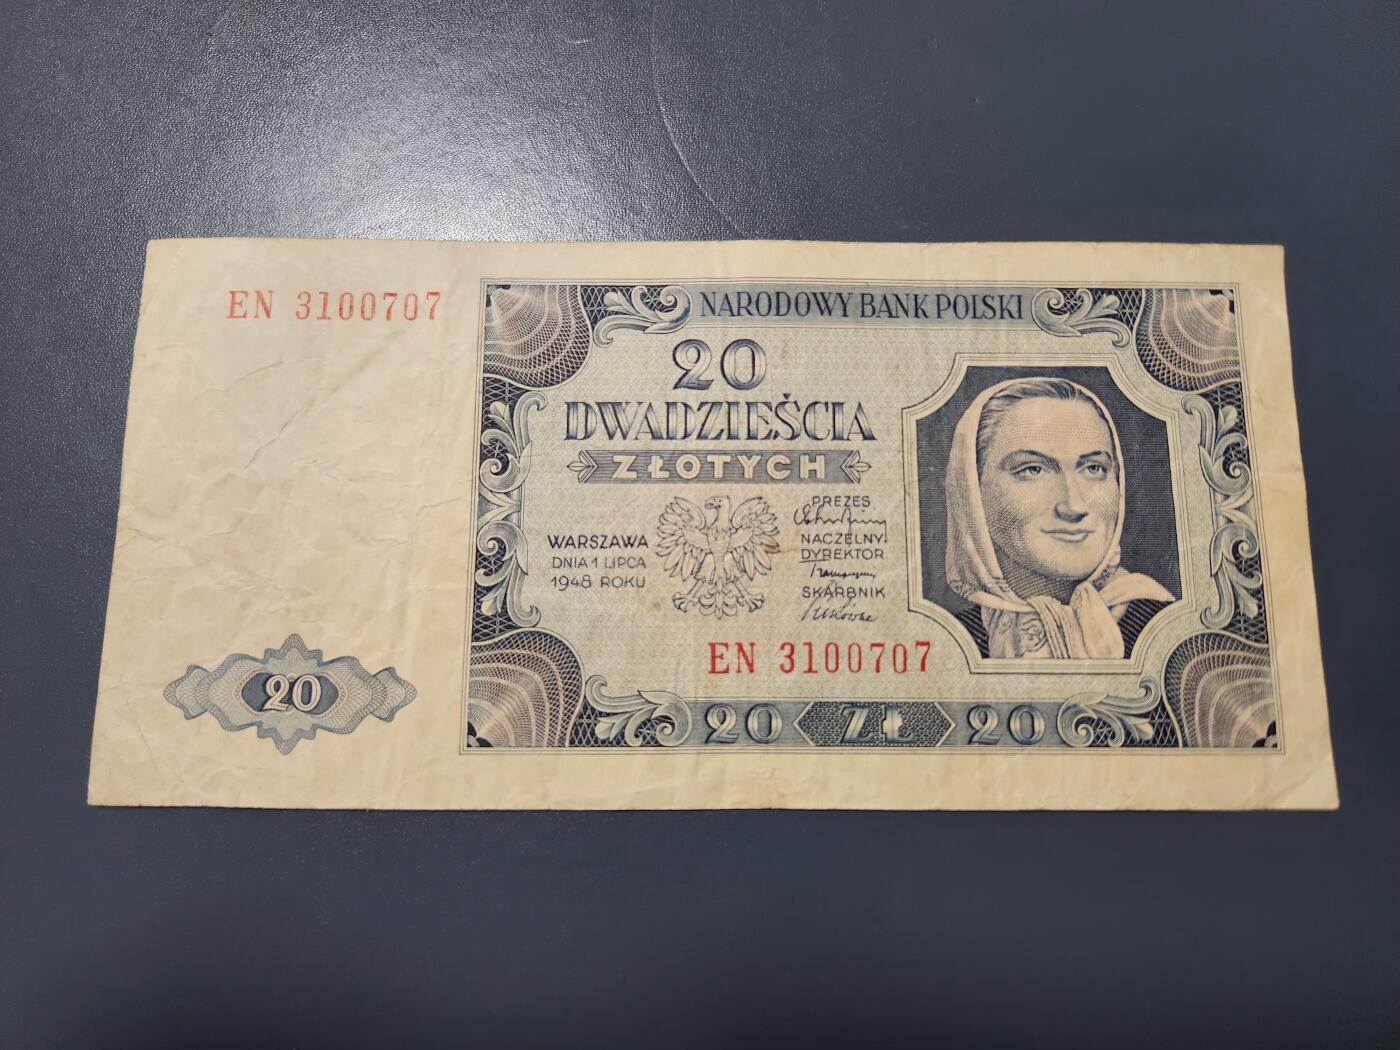 EN 3100707
NARODOWY BANK POLSKI
20
DWADZIEŚCIA
ZŁOTYCH
WARSZAWA
DNIA 1 LIPCA
1948 ROKU
PREZES
NACZELNY
DYREKTOR
SKARBNIK
EN 3100707
20
20 ZŁ 20